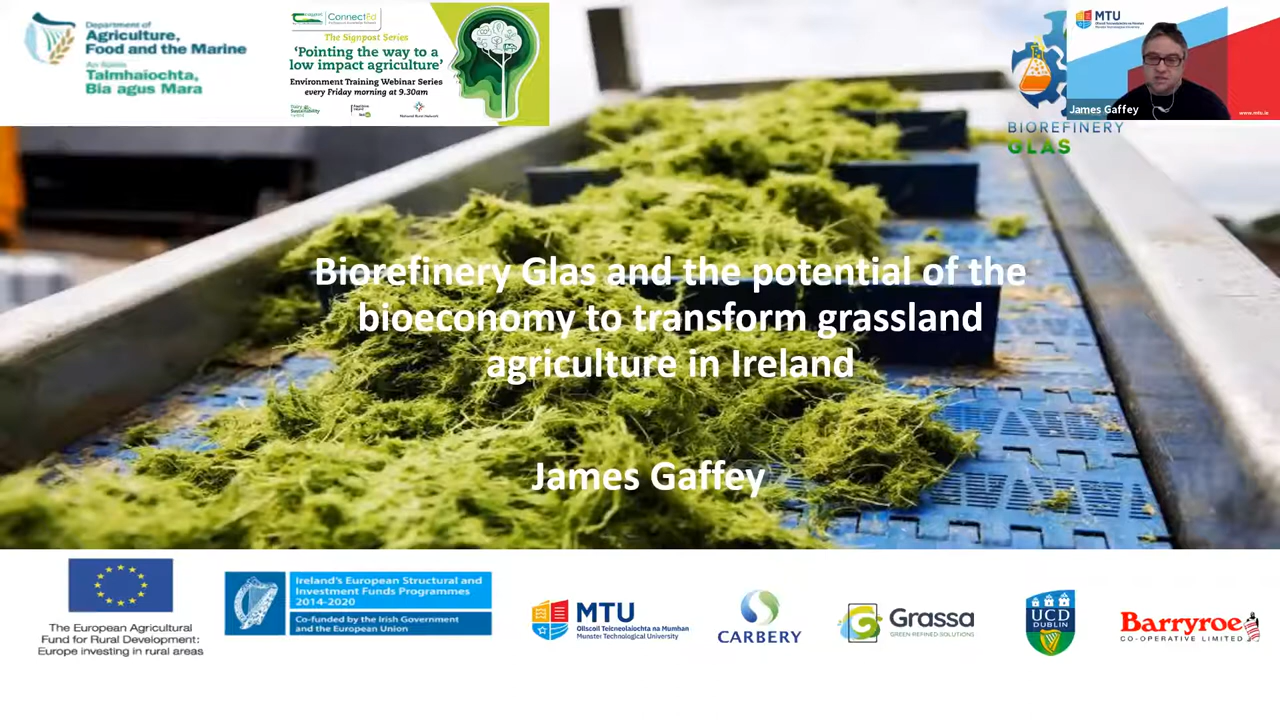 Department of
Agriculture,
Food and the Marine
An Roinn
Talmhaíochta,
Bia agus Mara
ConnectEd
The Signpost Series
'Pointing the way to a
low impact agriculture'
Environment Training Webinar Series
every Friday morning at 9.30am
MTU
James Gaffey
www.mtu.ie
BIOREFINERY
GLAS
Biorefinery Glas and the potential of the
bioeconomy to transform grassland
agriculture in Ireland
James Gaffey
The European Agricultural
Fund for Rural Development:
Europe investing in rural areas
Ireland's European Structural and
Investment Funds Programmes
2014-2020
Co-funded by the Irish Government
and the European Union
MTU
Ollscoil Teicneolaíochta na Mumhan
Munster Technological University
CARBERY
Grassa
GREEN REFINED SOLUTIONS
UCD
DUBLIN
Barryroe
CO-OPERATIVE LIMITED